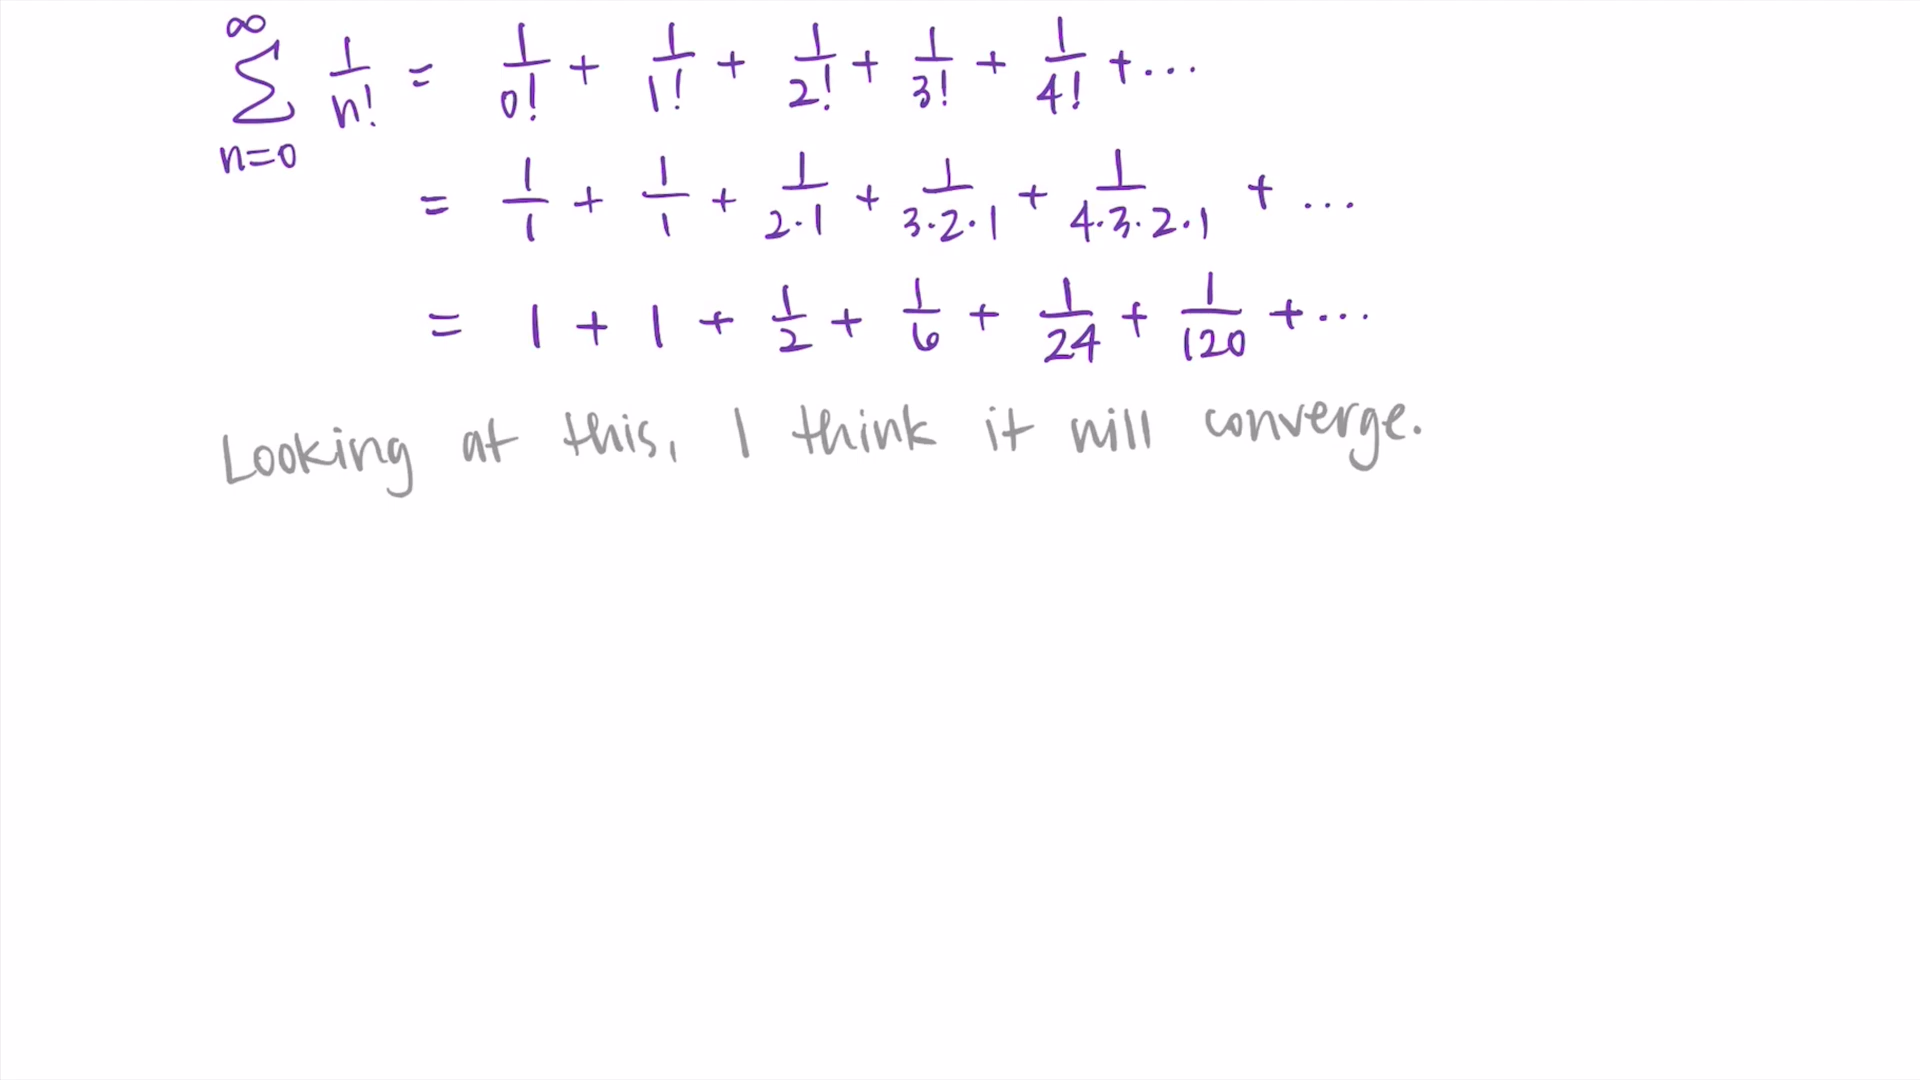 ∞
∑ 1/n! = 1/0! + 1/1! + 1/2! + 1/3! + 1/4! + ...
n=0
= 1/1 + 1/1 + 1/2·1 + 1/3·2·1 + 1/4·3·2·1 + ...
= 1 + 1 + 1/2 + 1/6 + 1/24 + 1/120 + ...
Looking at this, I think it will converge.